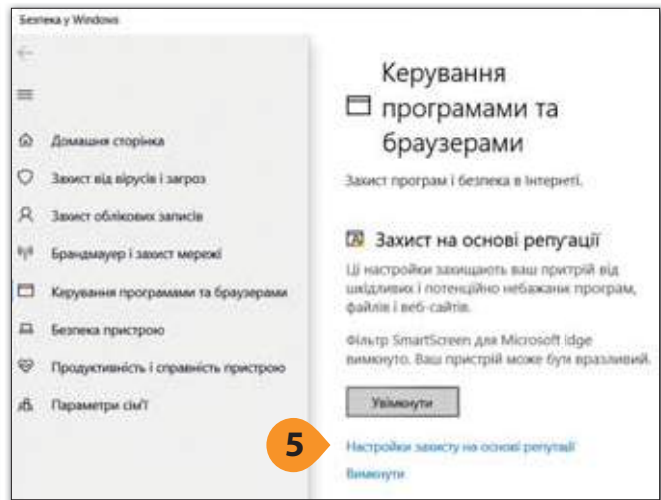 Безпека у Windows
Домашня сторінка
Захист від вірусів і загроз
Захист облікових записів
Брандмауер і захист мережі
Керування програмами та браузерами
Безпека пристрою
Продуктивність і справність пристрою
Параметри сім'ї
Керування
програмами та
браузерами
Захист програм і безпека в Інтернеті.
Захист на основі репутації
Ці настройки захищають ваш притрій від
шкідливих і потенційно небажани програм,
файлів і веб-сайтів.
Фільтр SmartScreen для Microsoft Idge
вимкнуто. Ваш пристрій може бути вразливий.
Увімкнути
5
Настройки захисту на основі репутації
Вимкнути